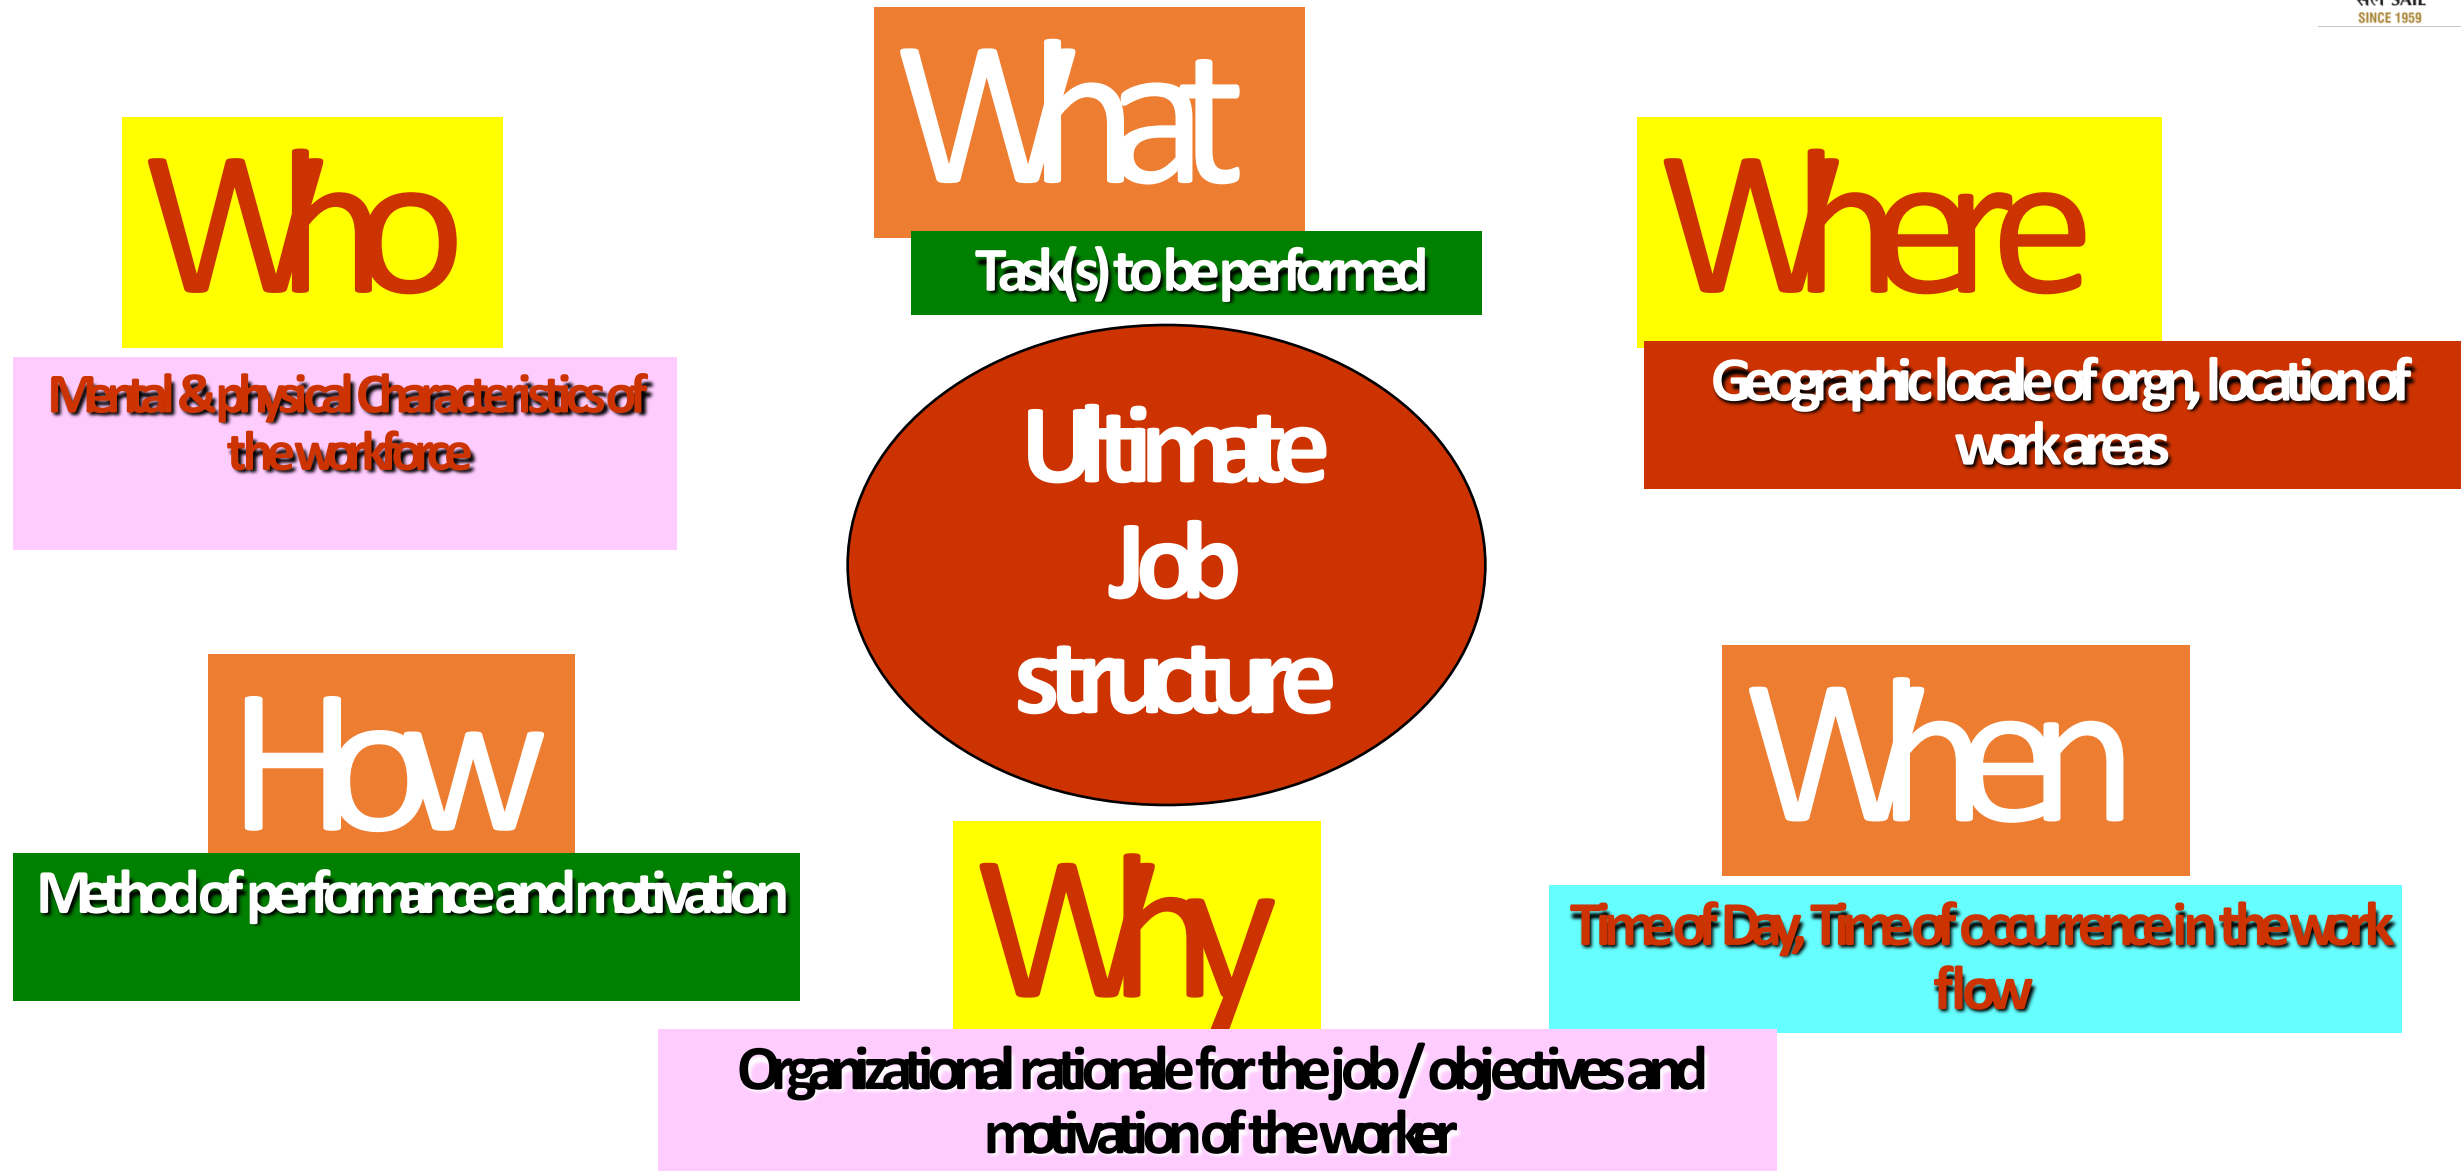 सेल SAIL
SINCE 1959
What
Who
Where
Task(s) to be performed
Mental & physical Characteristics of
the workforce
Geographic locale of orgn, location of
work areas
Ultimate
Job
structure
How
When
Method of performance and motivation
Why
Time of Day, Time of occurrence in the work
flow
Organizational rationale for the job / objectives and
motivation of the worker